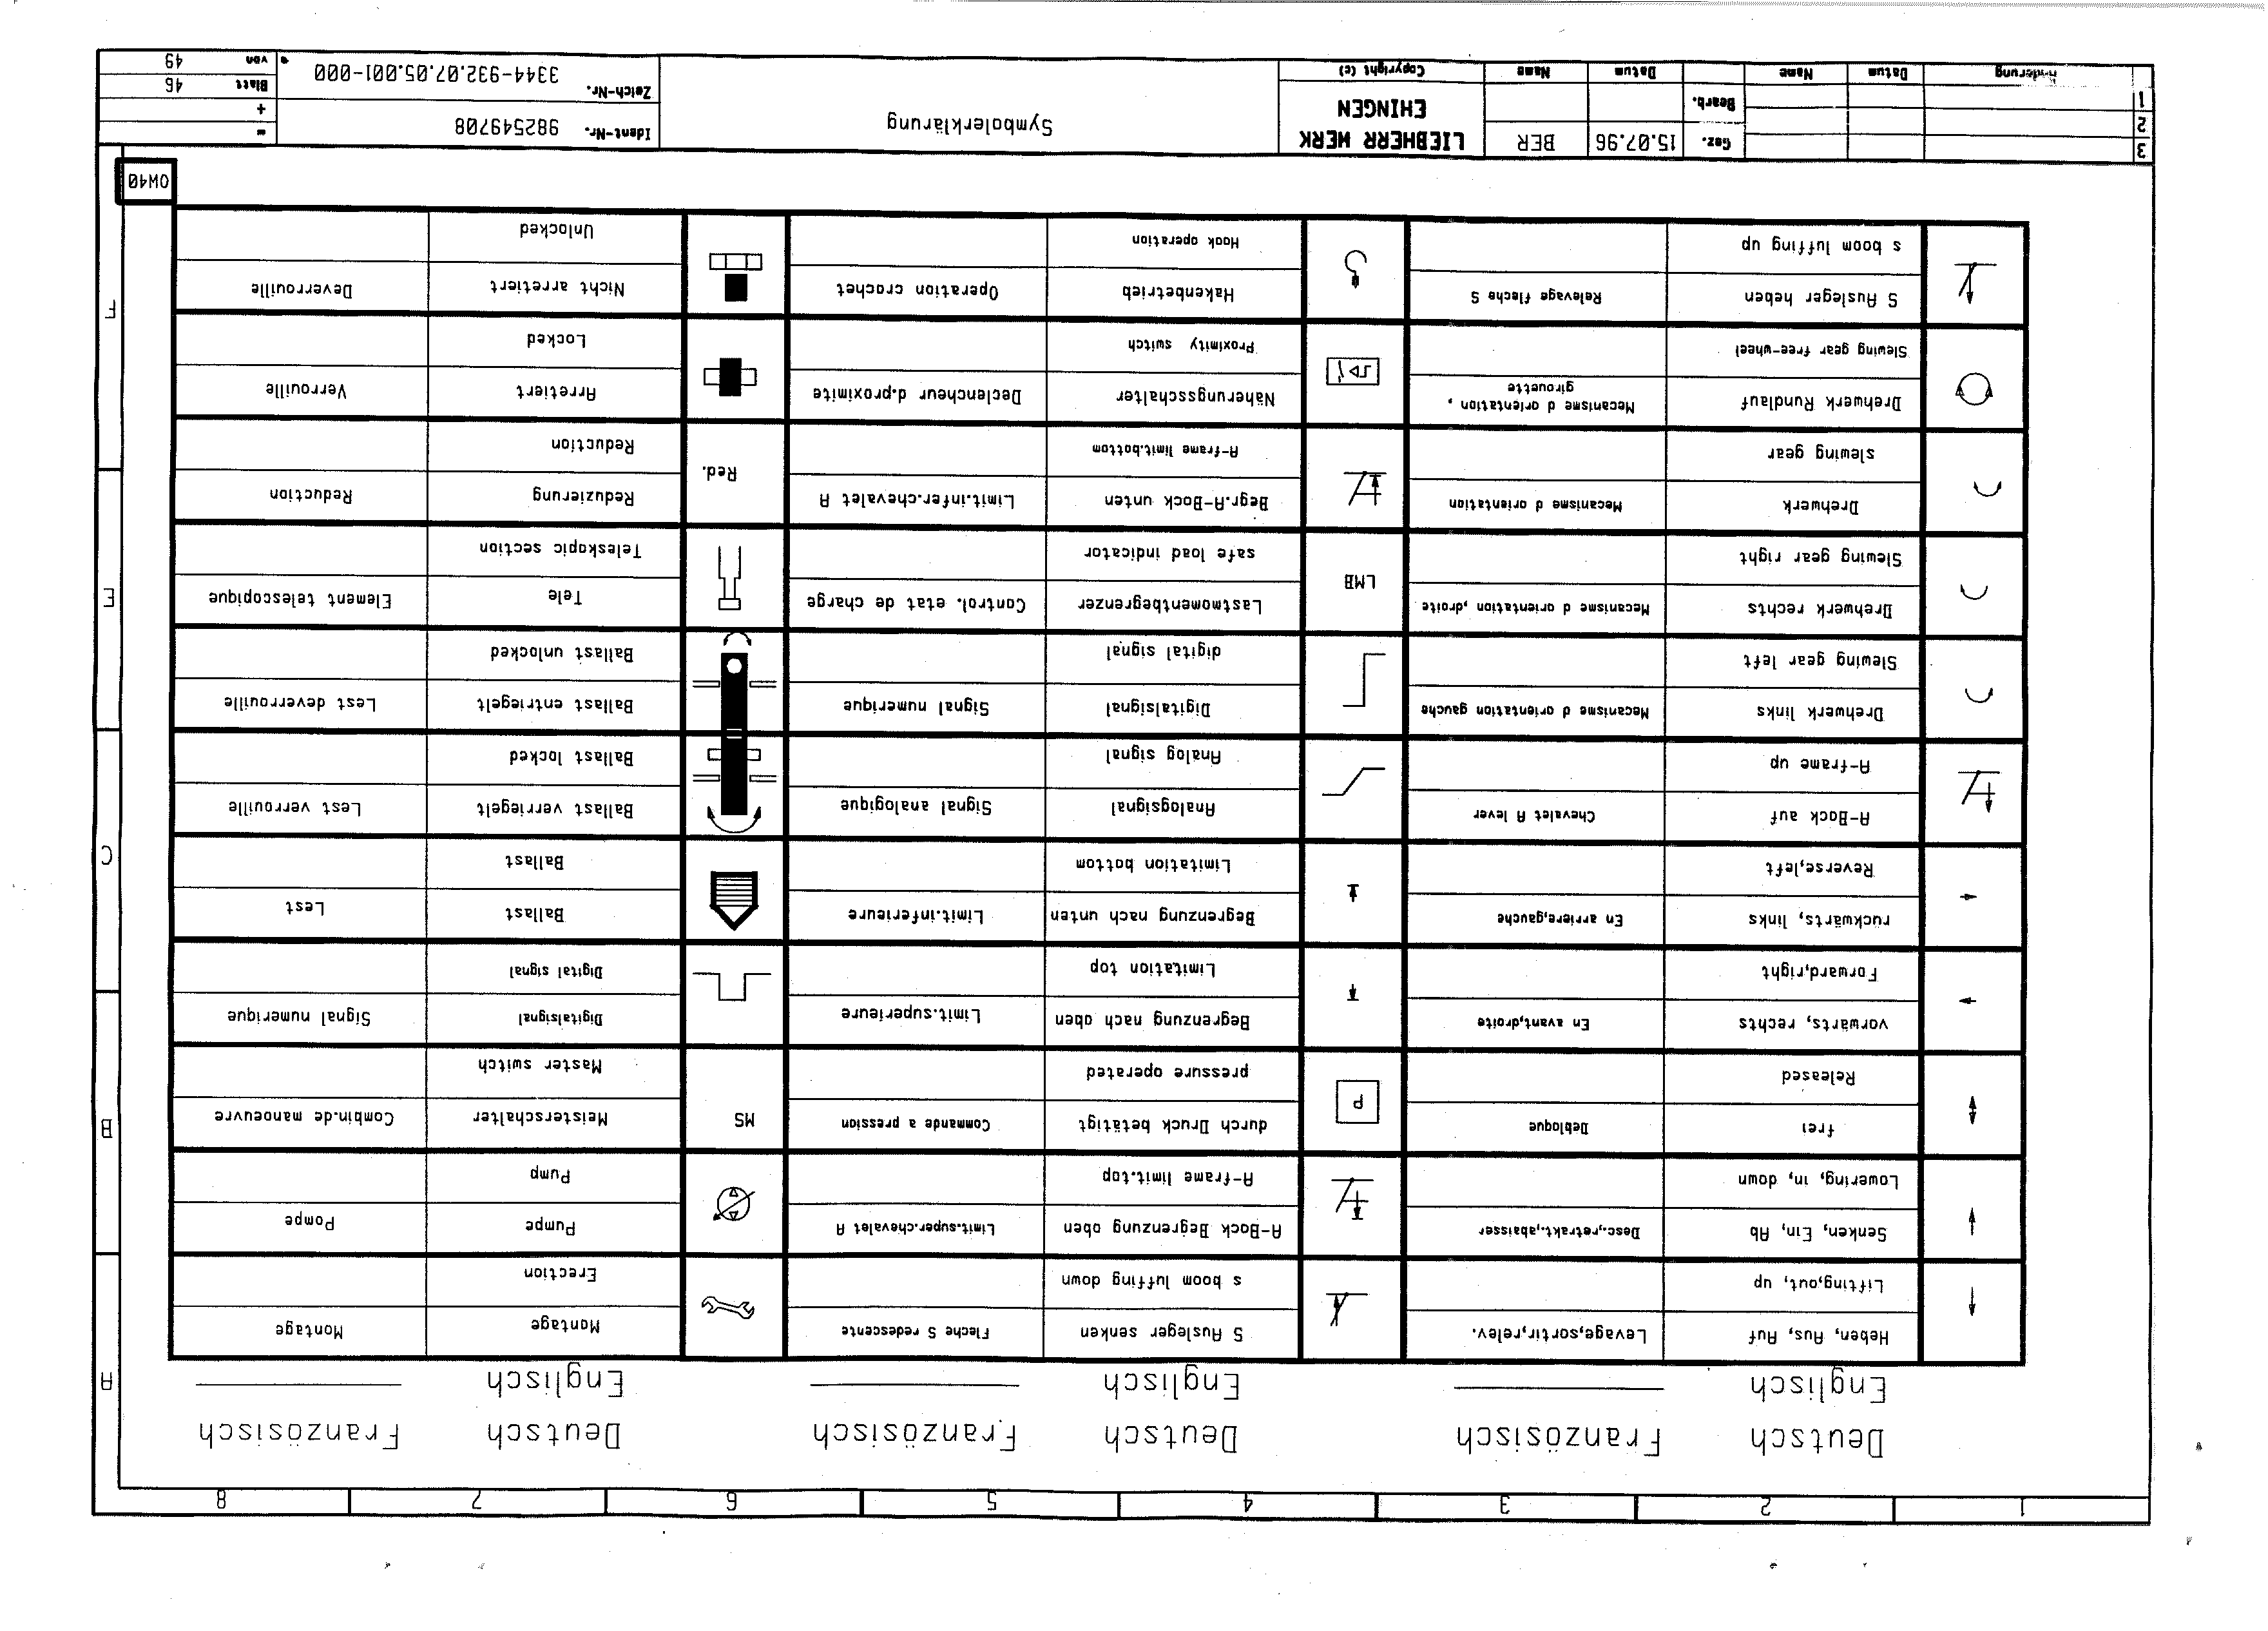 1 2 3 4 5 6 7 8
Deutsch Französisch Deutsch Französisch Deutsch Französisch
Englisch Englisch Englisch
A
Heben, Aus, Auf Levage,sortir,relev. S Ausleger senken Fleche S redescente Montage Montage
Lifting,out, up s boom luffing down Erection
Senken, Ein, Ab Desc.,retrakt.,abaisser A-Bock Begrenzung oben Limit.super.chevalet A Pumpe Pompe
Lowering, in, down A-frame limit.top Pump
B
frei Debloque P durch Druck betätigt Commande a pression MS Meisterschalter Combin.de manoeuvre
Released pressure operated Master switch
vorwärts, rechts En avant,droite Begrenzung nach oben Limit.superieure Digitalsignal Signal numerique
Forward,right Limitation top Digital signal
rückwärts, links En arriere,gauche Begrenzung nach unten Limit.inferieure Ballast Lest
Reverse,left Limitation bottom Ballast
C
A-Bock auf Chevalet A lever Analogsignal Signal analogique Ballast verriegelt Lest verrouille
A-frame up Analog signal Ballast locked
Drehwerk links Mecanisme d orientation gauche Digitalsignal Signal numerique Ballast entriegelt Lest deverrouille
Slewing gear left digital signal Ballast unlocked
E
Drehwerk rechts Mecanisme d orientation ,droite LMB Lastmomentbegrenzer Control. etat de charge Tele Element telescopique
Slewing gear right safe load indicator Teleskopic section
Drehwerk Mecanisme d orientation Begr.A-Bock unten Limit.infer.chevalet A Red. Reduzierung Reduction
slewing gear A-frame limit.bottom Reduction
Drehwerk Rundlauf Mecanisme d orientation , girouette Näherungsschalter Declencheur d.proximite Arretiert Verrouille
Slewing gear free-wheel Proximity switch Locked
F
S Ausleger heben Relevage fleche S Hakenbetrieb Operation crochet Nicht arretiert Deverrouille
s boom luffing up Hook operation Unlocked
OW40
3 Gez. 15.07.96 BER LIEBHERR WERK Symbolerklärung Ident-Nr. 982549708 =
2 Bearb. EHINGEN +
1 Zeich-Nr. 3344-932.07.05.001-000 Blatt 46
Änderung Datum Name Datum Name Copyright (c) von 49